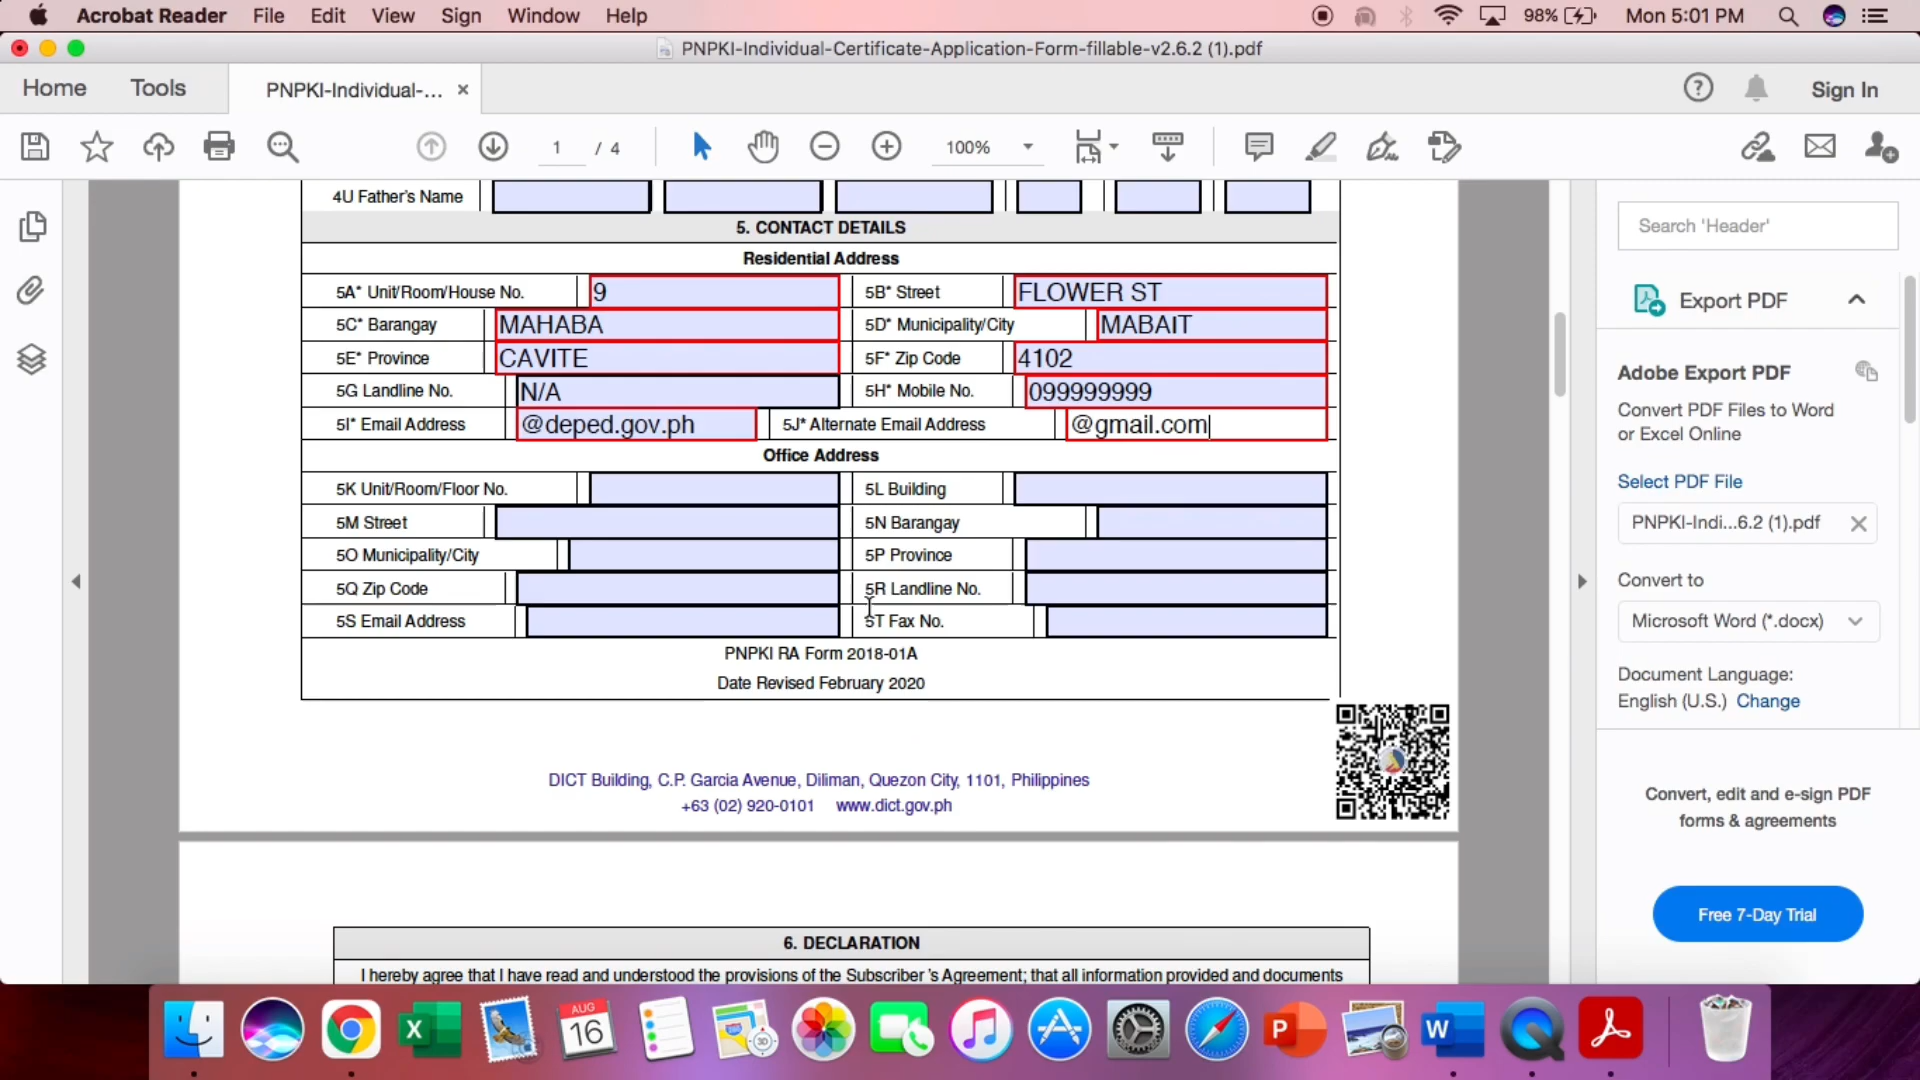 Acrobat Reader File Edit View Sign Window Help 98% Mon 5:01 PM
PNPKI-Individual-Certificate-Application-Form-fillable-v2.6.2 (1).pdf
Home Tools PNPKI-Individual-... × Sign In
1 / 4 100%
4U Father's Name
5. CONTACT DETAILS
Residential Address
5A* Unit/Room/House No. 9 5B* Street FLOWER ST
5C* Barangay MAHABA 5D* Municipality/City MABAIT
5E* Province CAVITE 5F* Zip Code 4102
5G Landline No. N/A 5H* Mobile No. 099999999
5I* Email Address @deped.gov.ph 5J* Alternate Email Address @gmail.com
Office Address
5K Unit/Room/Floor No. 5L Building
5M Street 5N Barangay
5O Municipality/City 5P Province
5Q Zip Code 5R Landline No.
5S Email Address 5T Fax No.
PNPKI RA Form 2018-01A
Date Revised February 2020
DICT Building, C.P. Garcia Avenue, Diliman, Quezon City, 1101, Philippines
+63 (02) 920-0101 www.dict.gov.ph
6. DECLARATION
I hereby agree that I have read and understood the provisions of the Subscriber 's Agreement; that all information provided and documents
Search 'Header'
Export PDF
Adobe Export PDF
Convert PDF Files to Word
or Excel Online
Select PDF File
PNPKI-Indi...6.2 (1).pdf
Convert to
Microsoft Word (*.docx)
Document Language:
English (U.S.) Change
Convert, edit and e-sign PDF
forms & agreements
Free 7-Day Trial
AUG
16
3D
X
P
W